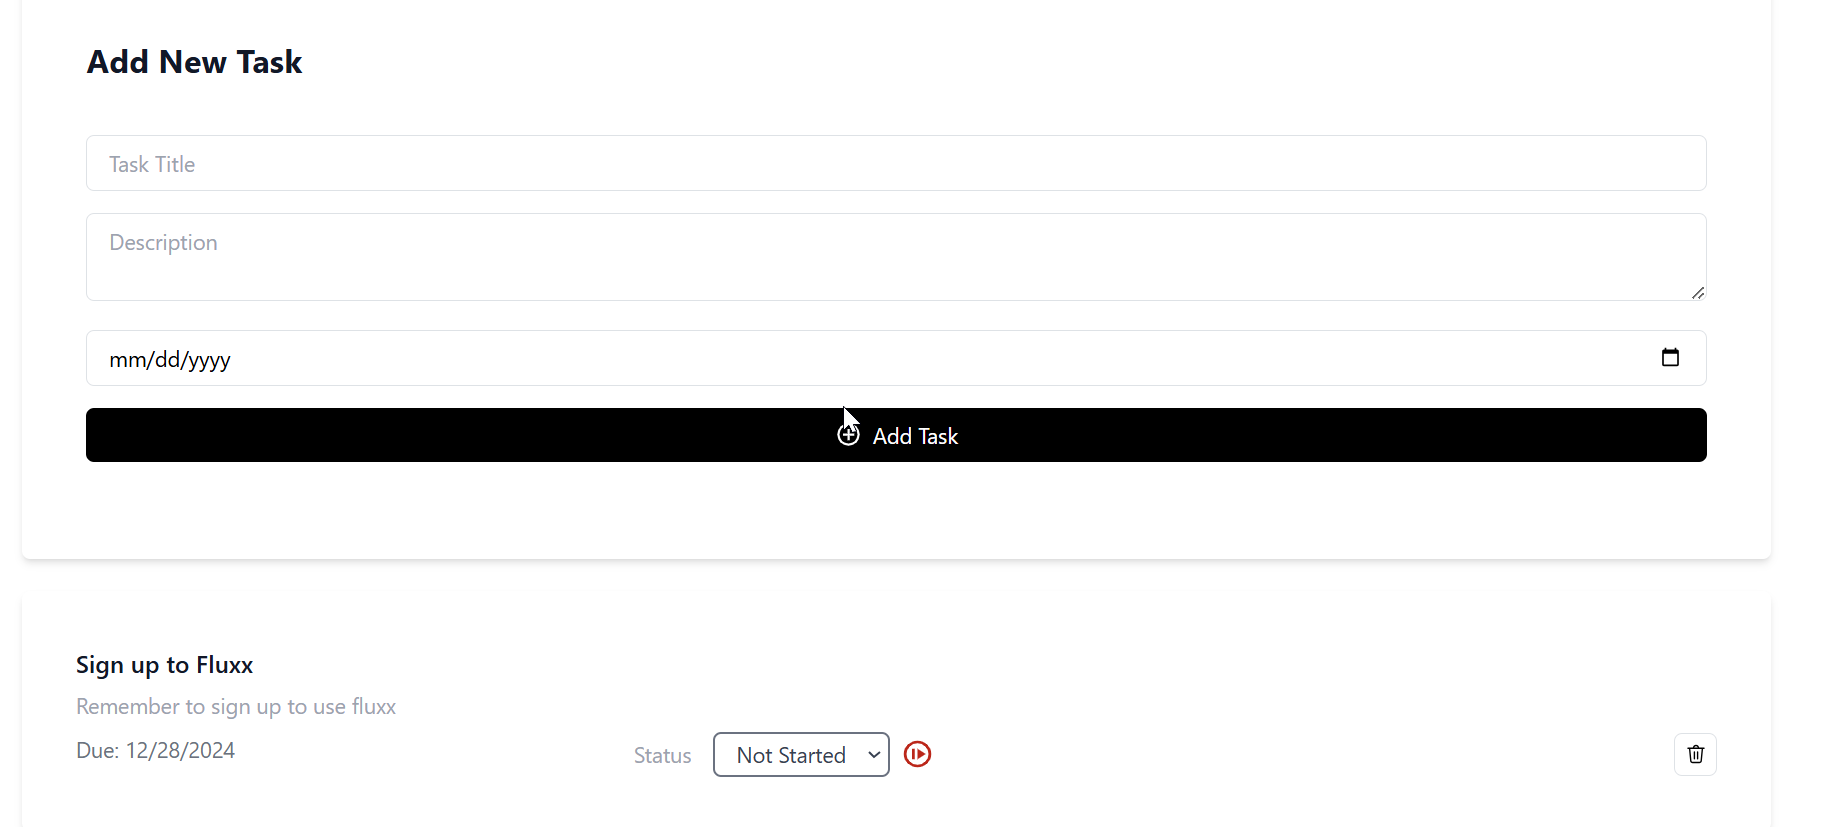 Add New Task
Task Title
Description
mm/dd/yyyy
Add Task
Sign up to Fluxx
Remember to sign up to use fluxx
Due: 12/28/2024
Status Not Started